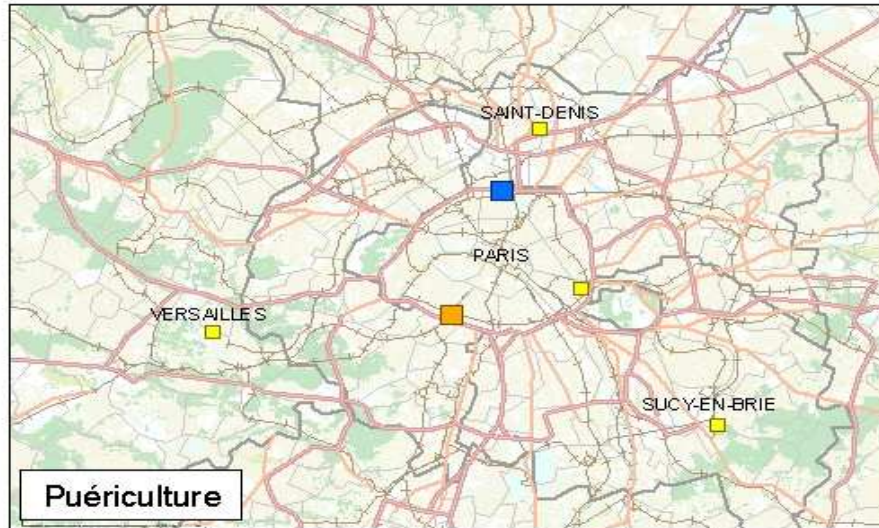 SAINT-DENIS
PARIS
VERSAILLES
SUCY-EN-BRIE
Puériculture